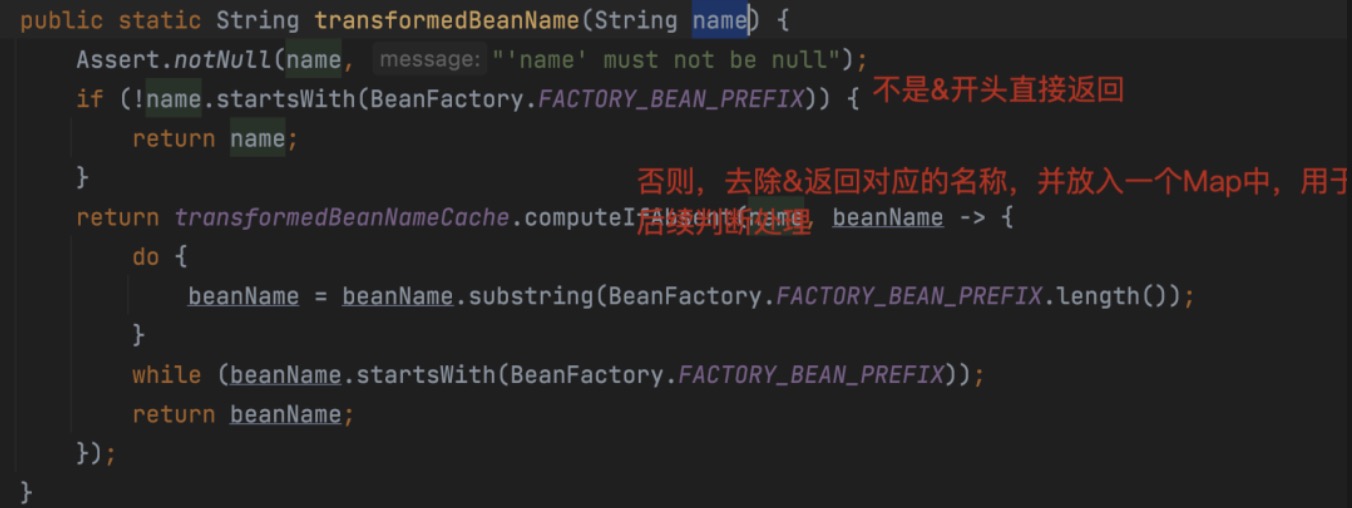 public static String transformedBeanName(String name) {
Assert.notNull(name, message: "'name' must not be null");
if (!name.startsWith(BeanFactory.FACTORY_BEAN_PREFIX)) { 不是&开头直接返回
return name;
}
否则，去除&返回对应的名称，并放入一个Map中，用于
return transformedBeanNameCache.computeIfAbsent(name, beanName -> {
后续判断处理
do {
beanName = beanName.substring(BeanFactory.FACTORY_BEAN_PREFIX.length());
}
while (beanName.startsWith(BeanFactory.FACTORY_BEAN_PREFIX));
return beanName;
});
}